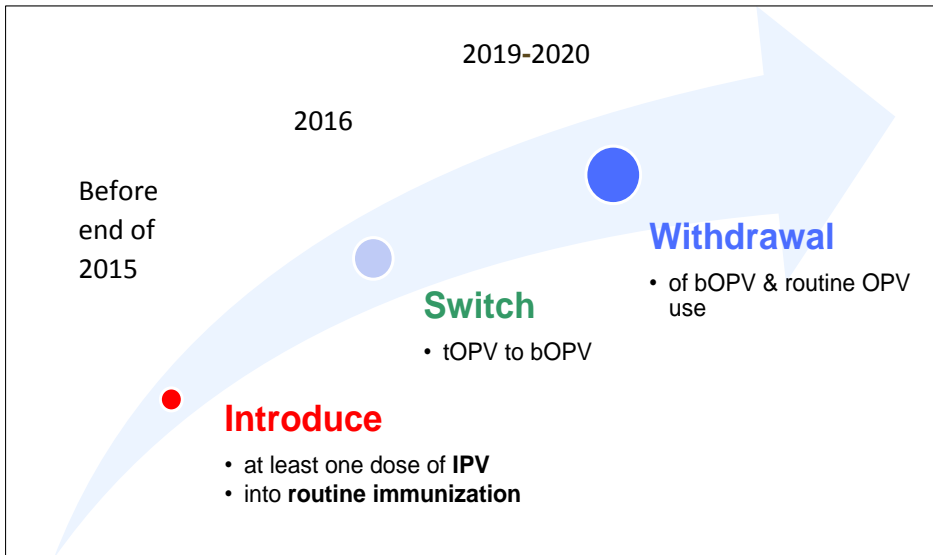 2019-2020
2016
Before
end of
2015
Withdrawal
• of bOPV & routine OPV
use
Switch
• tOPV to bOPV
Introduce
• at least one dose of IPV
• into routine immunization